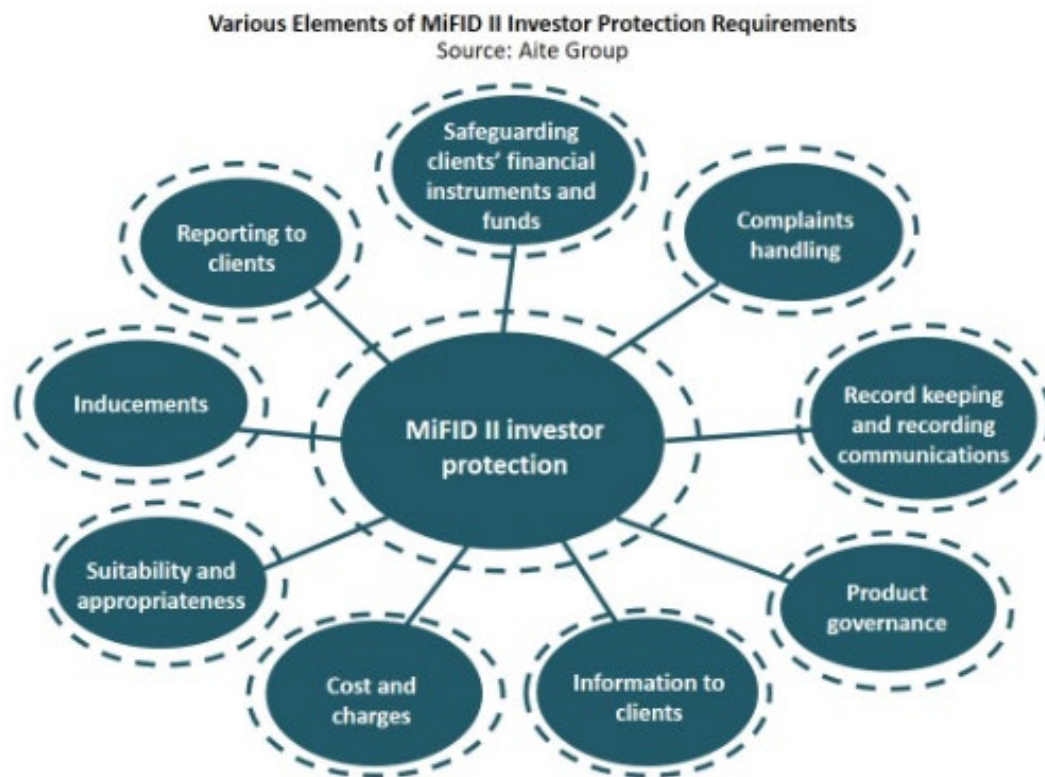 Various Elements of MiFID II Investor Protection Requirements
Source: Aite Group
Safeguarding
clients' financial
instruments and
funds
Complaints
handling
Reporting to
clients
Inducements
MiFID II investor
protection
Record keeping
and recording
communications
Suitability and
appropriateness
Product
governance
Cost and
charges
Information to
clients